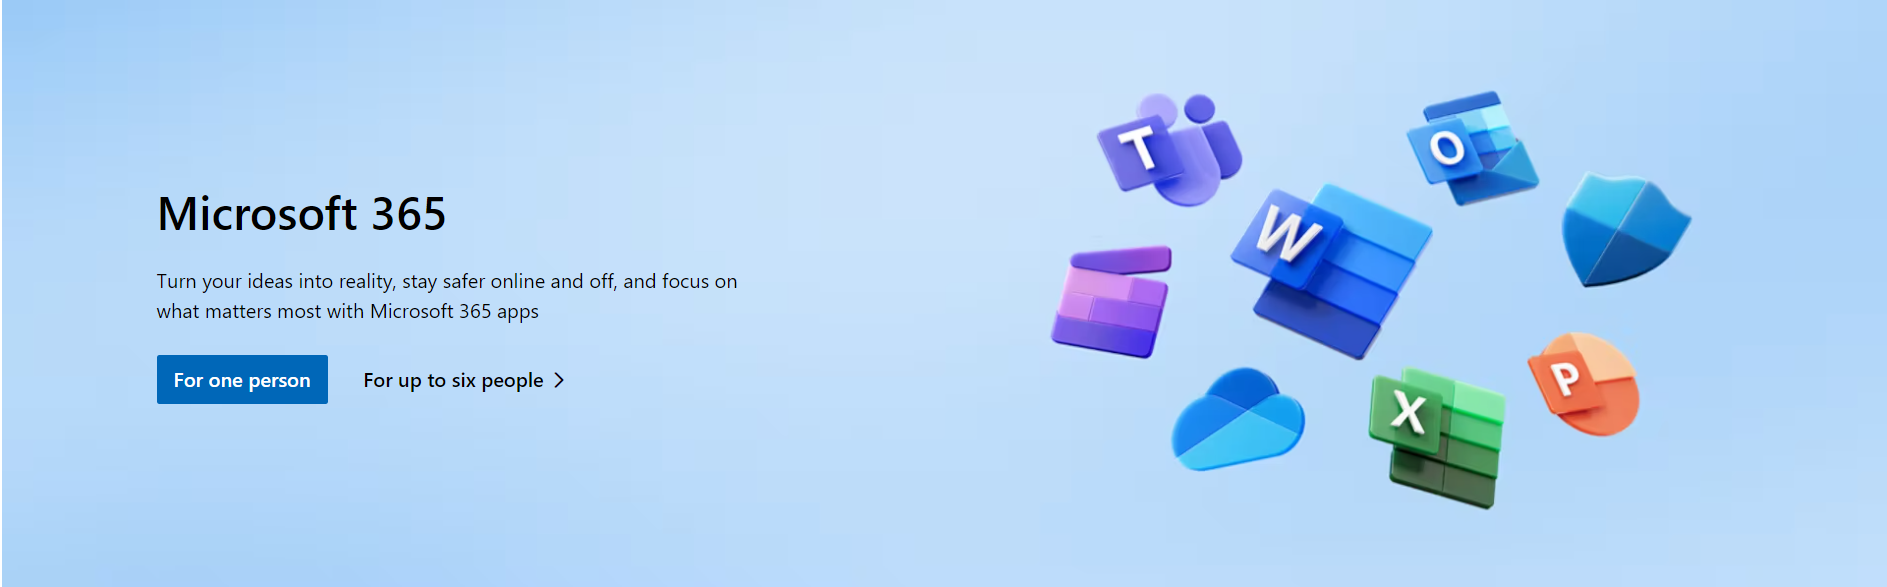 Microsoft 365
Turn your ideas into reality, stay safer online and off, and focus on
what matters most with Microsoft 365 apps
For one person
For up to six people
T
O
W
X
P